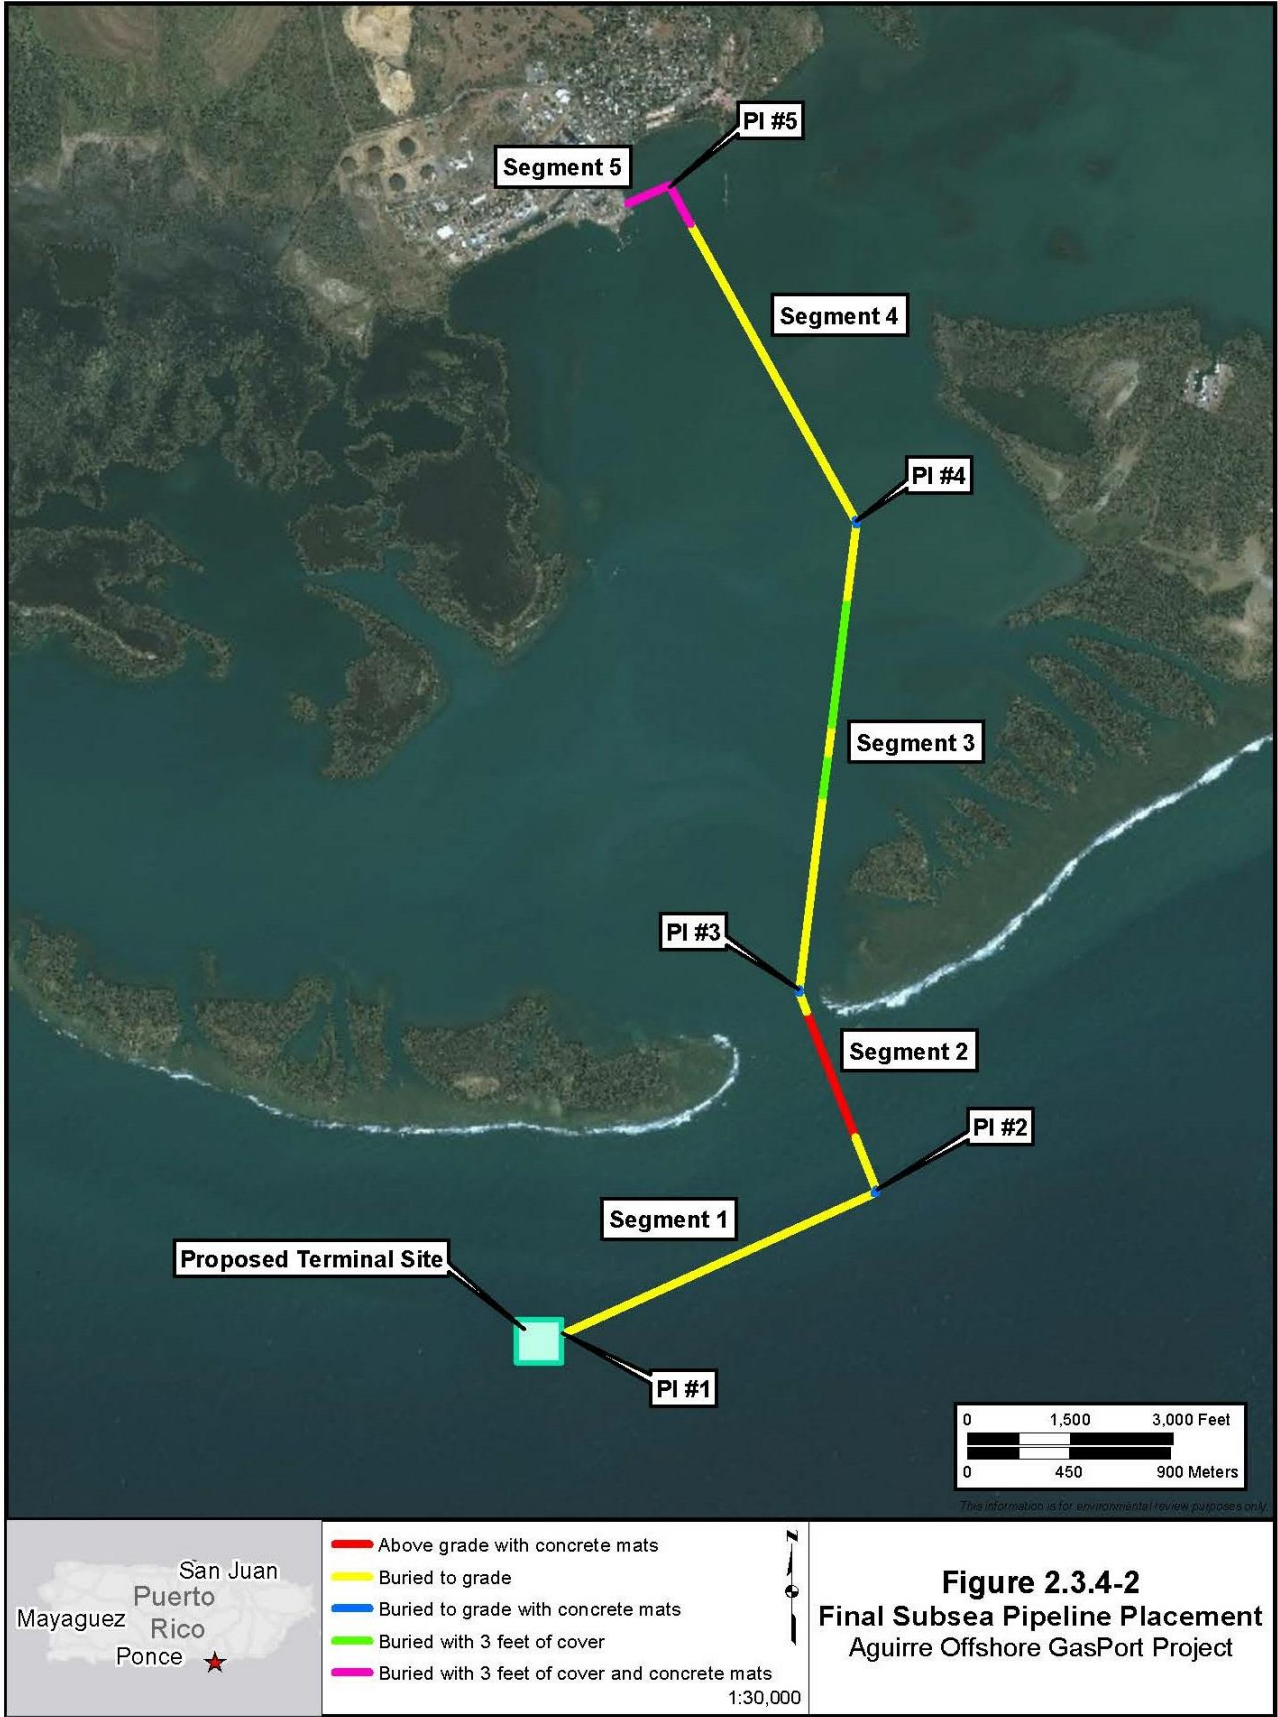 PI #5
Segment 5
Segment 4
PI #4
Segment 3
PI #3
Segment 2
PI #2
Segment 1
Proposed Terminal Site
PI #1
0 1,500 3,000 Feet
0 450 900 Meters
This information is for environmental review purposes only.
San Juan
Puerto
Mayaguez
Rico
Ponce
Above grade with concrete mats
Buried to grade
Buried to grade with concrete mats
Buried with 3 feet of cover
Buried with 3 feet of cover and concrete mats
1:30,000
N
Figure 2.3.4-2
Final Subsea Pipeline Placement
Aguirre Offshore GasPort Project